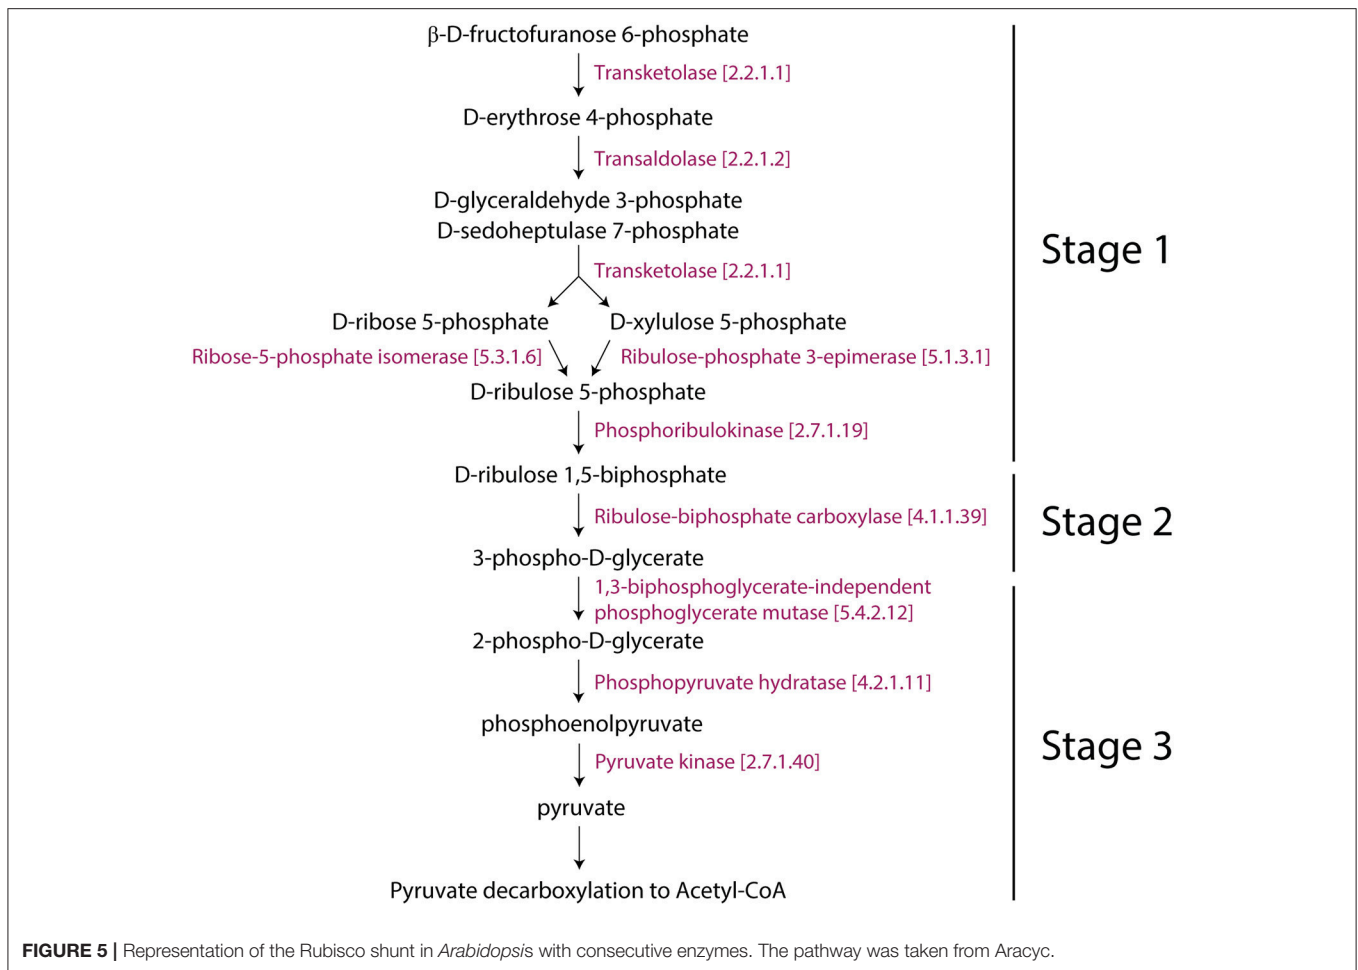 β-D-fructofuranose 6-phosphate
Transketolase [2.2.1.1]
D-erythrose 4-phosphate
Transaldolase [2.2.1.2]
D-glyceraldehyde 3-phosphate
D-sedoheptulase 7-phosphate
Stage 1
Transketolase [2.2.1.1]
D-ribose 5-phosphate
D-xylulose 5-phosphate
Ribose-5-phosphate isomerase [5.3.1.6]
Ribulose-phosphate 3-epimerase [5.1.3.1]
D-ribulose 5-phosphate
Phosphoribulokinase [2.7.1.19]
D-ribulose 1,5-biphosphate
Ribulose-biphosphate carboxylase [4.1.1.39]
Stage 2
3-phospho-D-glycerate
1,3-biphosphoglycerate-independent
phosphoglycerate mutase [5.4.2.12]
2-phospho-D-glycerate
Phosphopyruvate hydratase [4.2.1.11]
phosphoenolpyruvate
Stage 3
Pyruvate kinase [2.7.1.40]
pyruvate
Pyruvate decarboxylation to Acetyl-CoA
FIGURE 5 | Representation of the Rubisco shunt in Arabidopsis with consecutive enzymes. The pathway was taken from Aracyc.